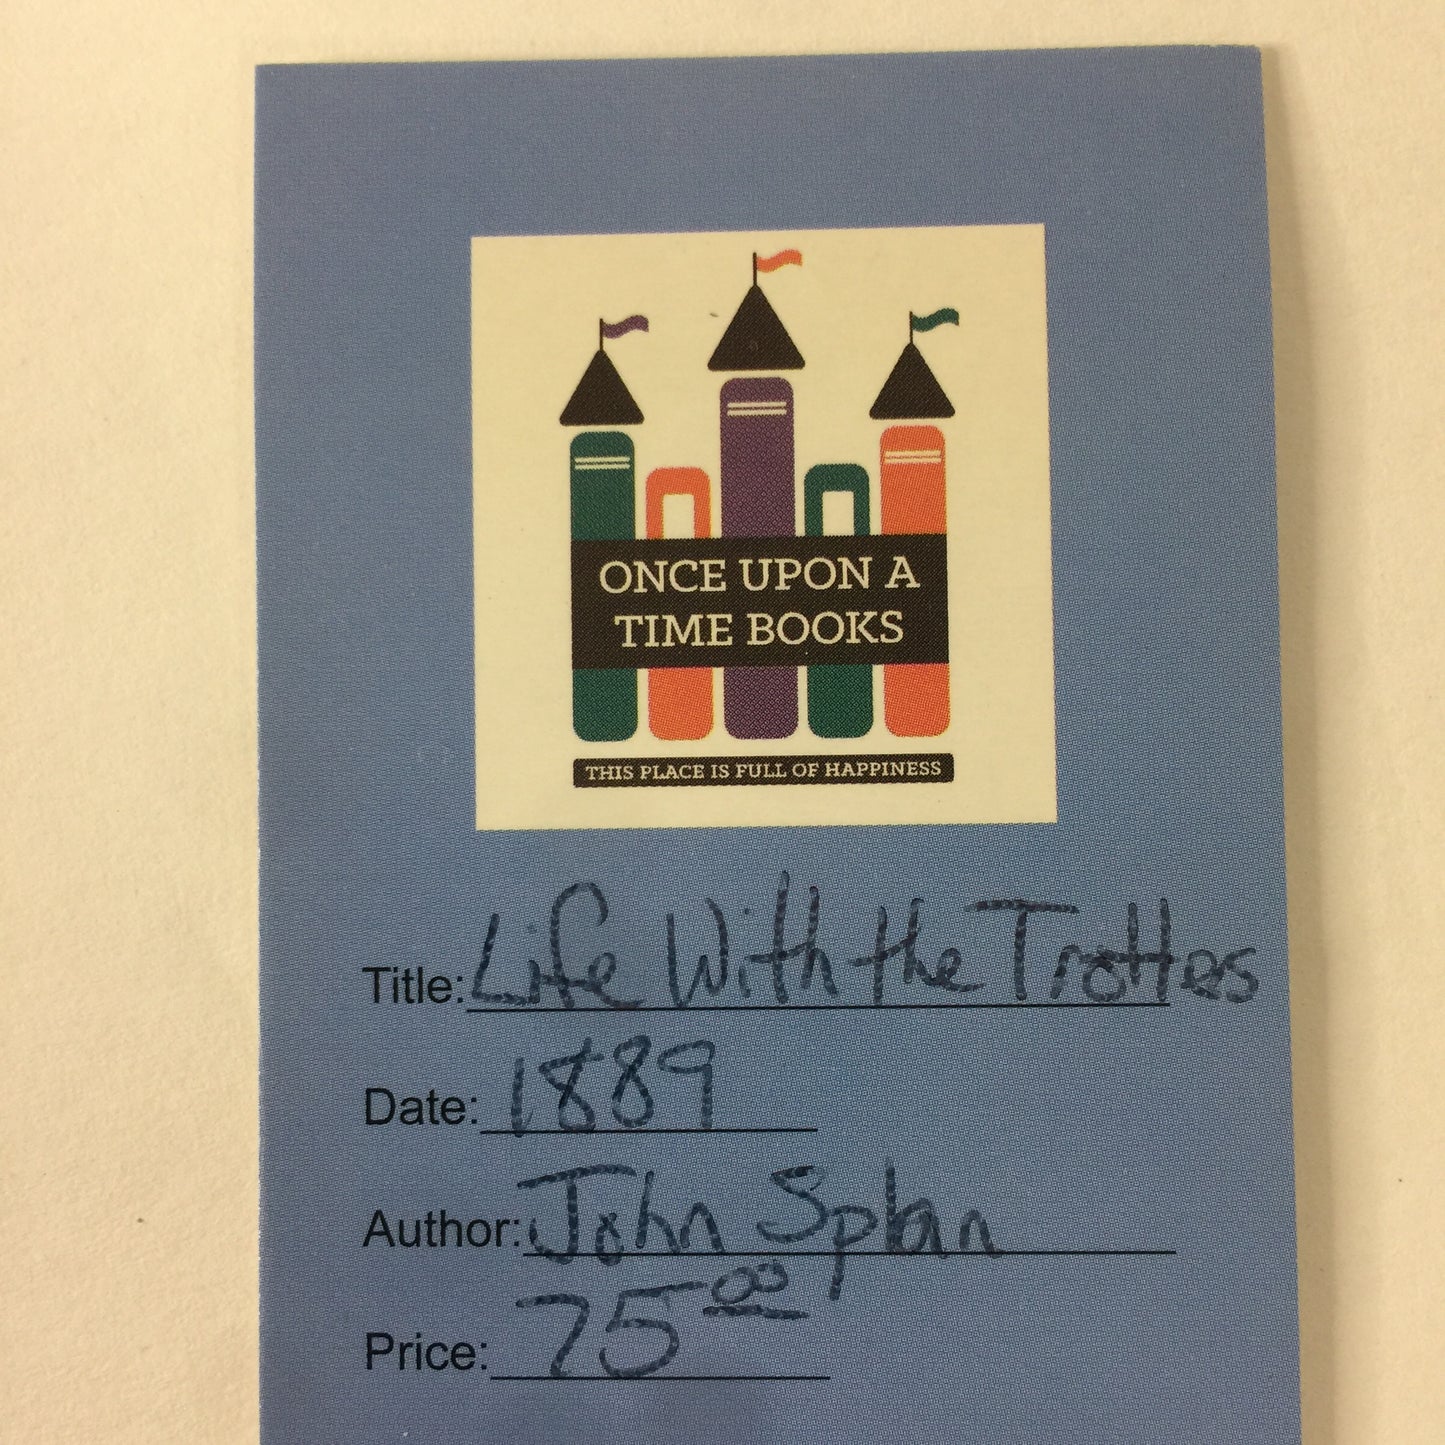 ONCE UPON A
TIME BOOKS
THIS PLACE IS FULL OF HAPPINESS
Title: Life With the Trotters
Date: 1889
Author: John Splan
Price: 75.00